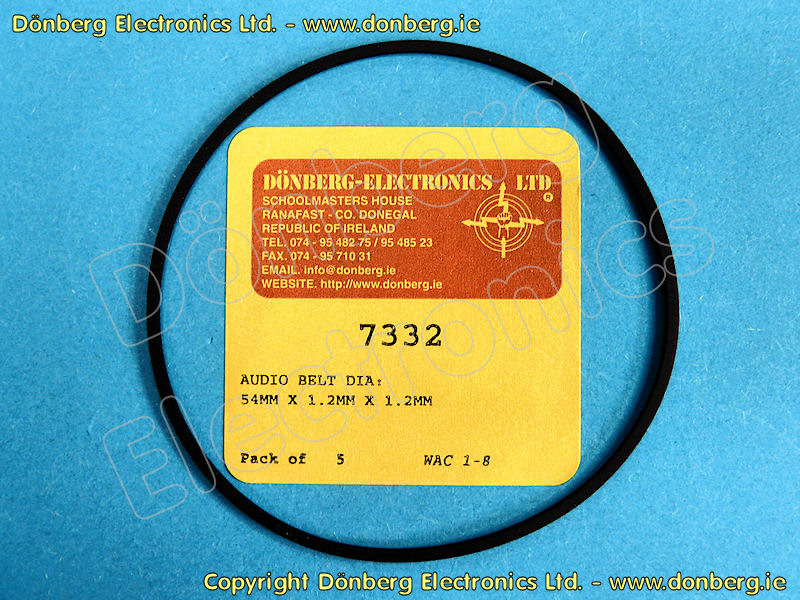 Dönberg Electronics Ltd. - www.donberg.ie
DÖNBERG-ELECTRONICS LTD
SCHOOLMASTERS HOUSE
RANAFAST - CO. DONEGAL
REPUBLIC OF IRELAND
TEL. 074 - 95 482 75 / 95 485 23
FAX. 074 - 95 710 31
EMAIL. info@donberg.ie
WEBSITE. http://www.donberg.ie
®
7332
AUDIO BELT DIA:
54MM X 1.2MM X 1.2MM
Pack of 5 WAC 1-8
Dönberg
Electronics
Copyright Dönberg Electronics Ltd. - www.donberg.ie